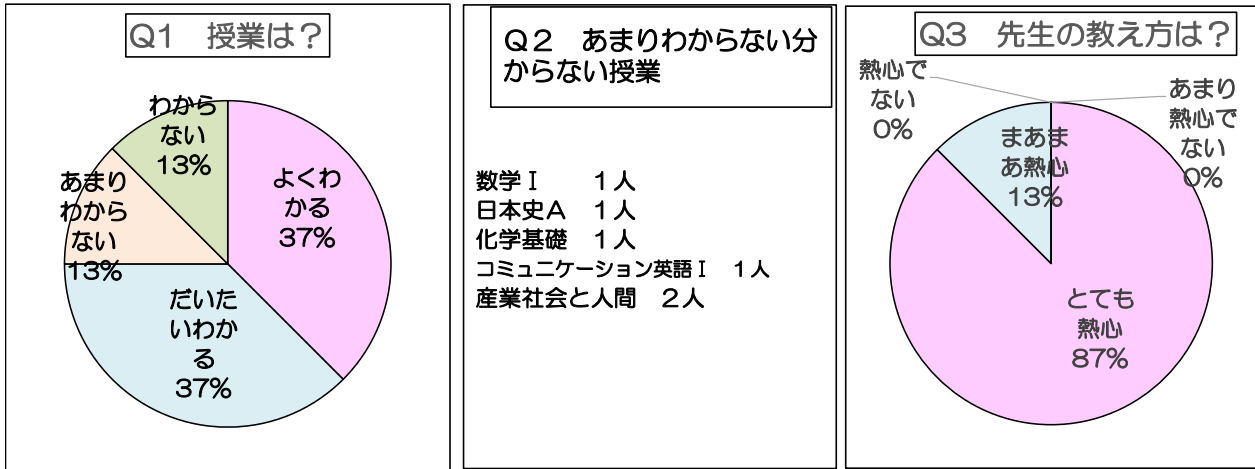 Q1　授業は？
わから
ない
13%
よくわ
かる
37%
あまり
わから
ない
13%
だいた
いわか
る
37%
Q２　あまりわからない分
からない授業
数学Ⅰ　　１人
日本史A　１人
化学基礎　１人
コミュニケーション英語Ⅰ　１人
産業社会と人間　２人
Q3　先生の教え方は？
熱心で
ない
0%
あまり
熱心で
ない
0%
まあま
あ熱心
13%
とても
熱心
87%